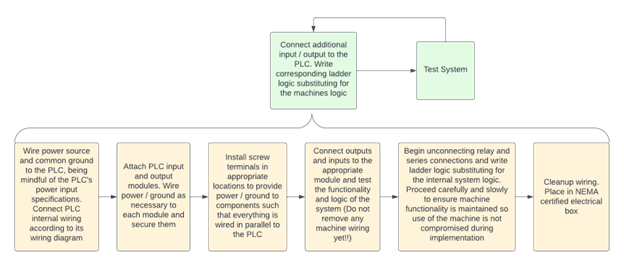 Connect additional
input / output to the
PLC. Write
corresponding ladder
logic substituting for
the machines logic
Test System
Wire power source
and common ground
to the PLC, being
mindful of the PLC's
power input
specifications.
Connect PLC
internal wiring
according to its
wiring diagram
Attach PLC input
and output
modules. Wire
power / ground as
necessary to
each module and
secure them
Install screw
terminals in
appropriate
locations to provide
power / ground to
components such
that everything is
wired in parallel to
the PLC
Connect outputs
and inputs to the
appropriate
module and test
the functionality
and logic of the
system (Do not
remove any
machine wiring
yet!!)
Begin unconnecting relay and
series connections and write
ladder logic substituting for
the internal system logic.
Proceed carefully and slowly
to ensure machine
functionality is maintained so
use of the machine is not
compromised during
implementation
Cleanup wiring.
Place in NEMA
certified electrical
box